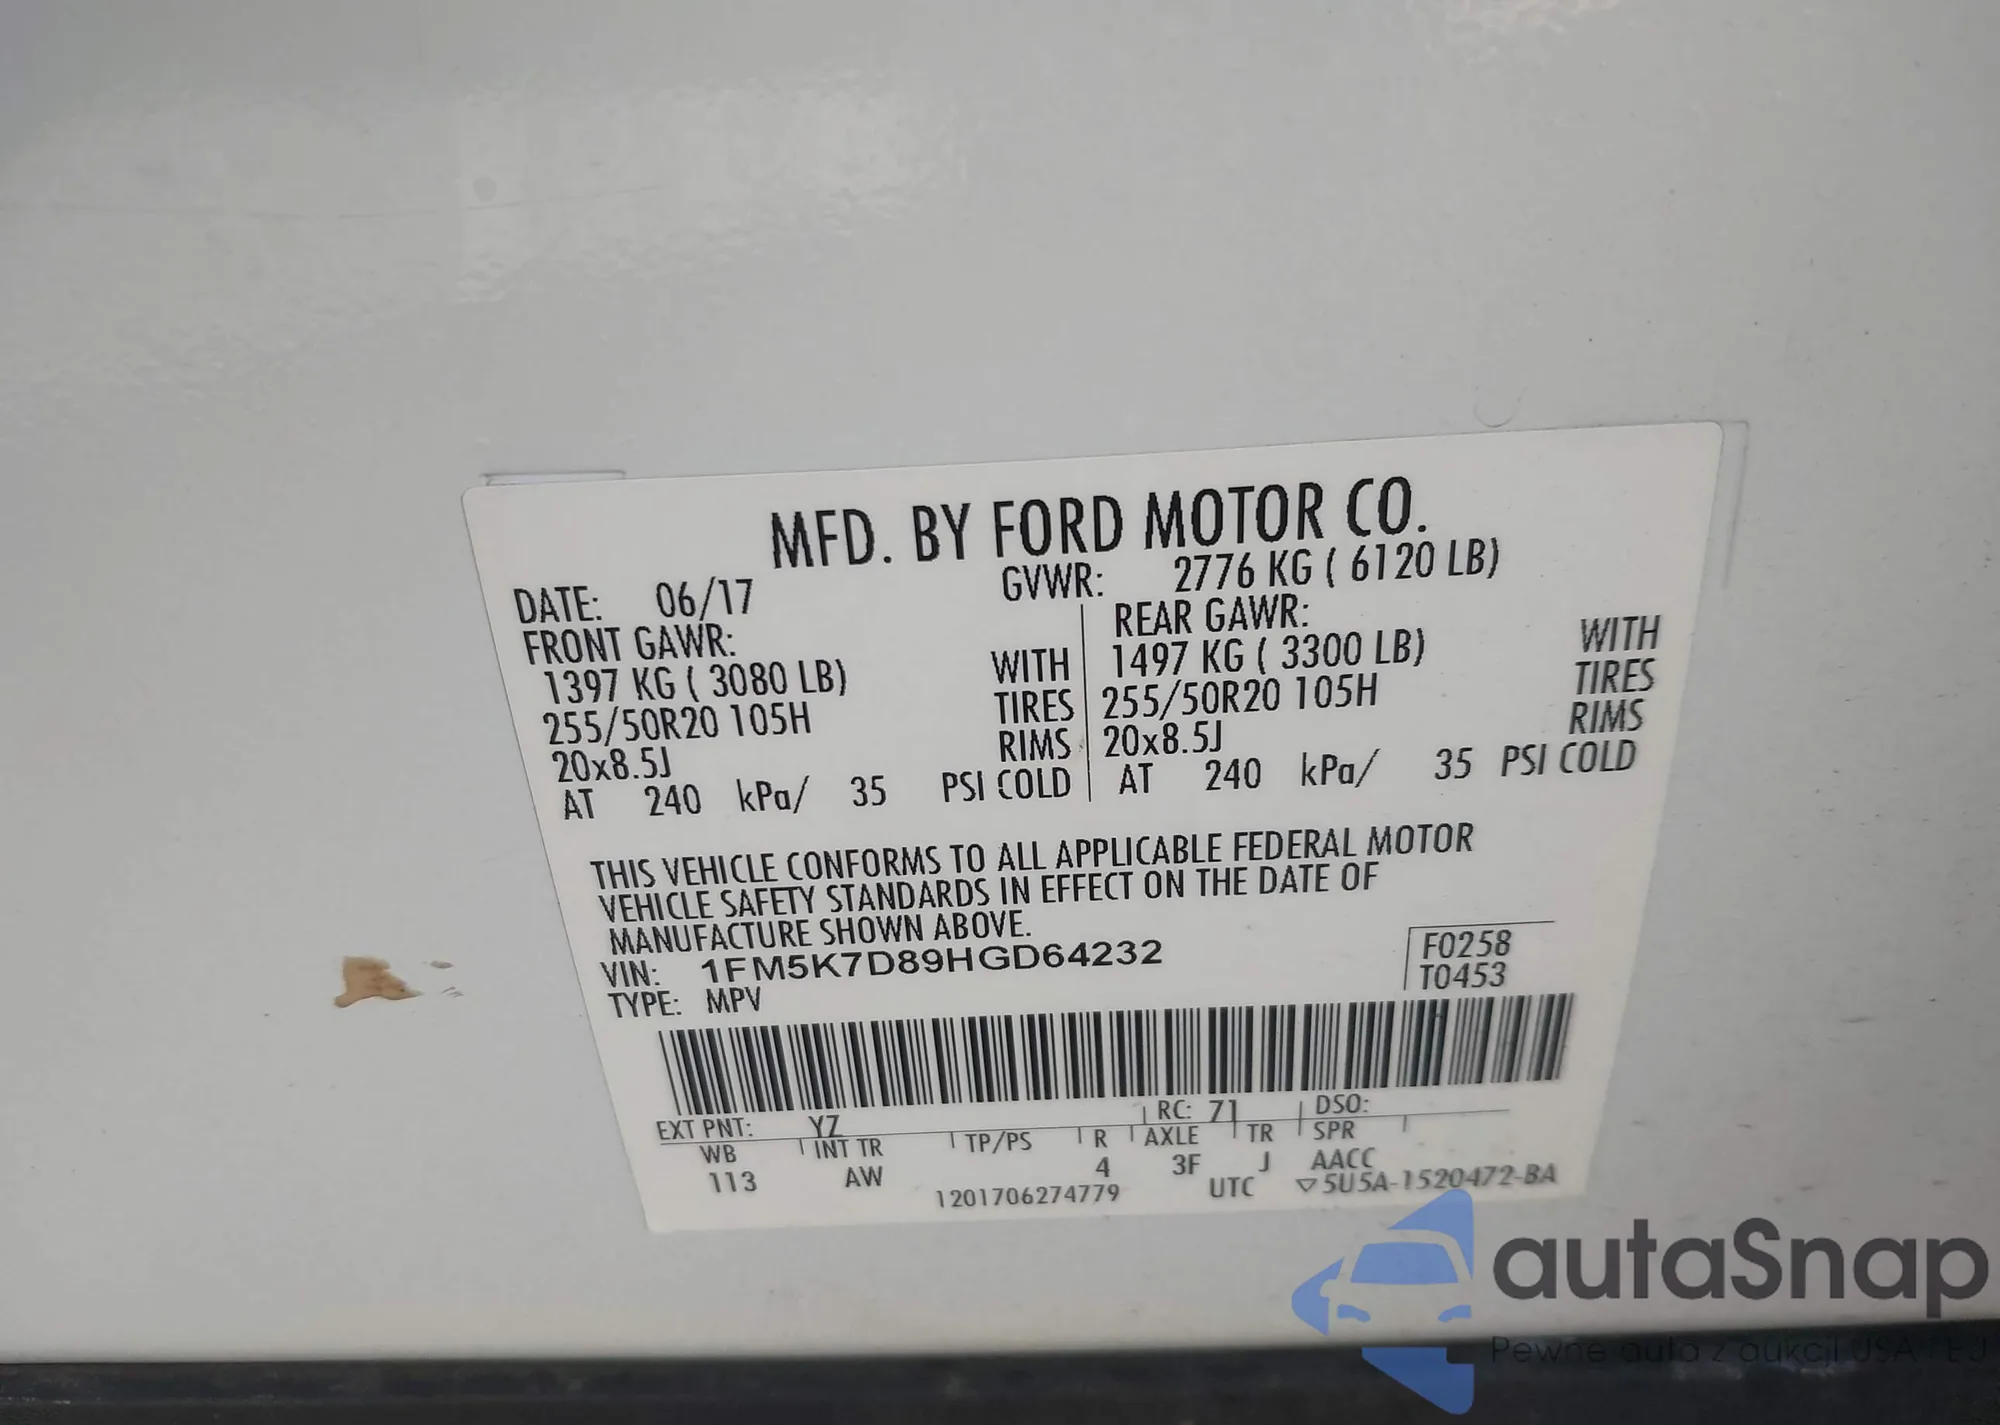 MFD. BY FORD MOTOR CO.
DATE: 06/17 GVWR: 2776 KG ( 6120 LB)
FRONT GAWR: REAR GAWR:
1397 KG ( 3080 LB) WITH 1497 KG ( 3300 LB) WITH
255/50R20 105H TIRES 255/50R20 105H TIRES
20x8.5J RIMS 20x8.5J RIMS
AT 240 kPa/ 35 PSI COLD AT 240 kPa/ 35 PSI COLD
THIS VEHICLE CONFORMS TO ALL APPLICABLE FEDERAL MOTOR
VEHICLE SAFETY STANDARDS IN EFFECT ON THE DATE OF
MANUFACTURE SHOWN ABOVE.
VIN: 1FM5K7D89HGD64232 F0258
TYPE: MPV T0453
EXT PNT: YZ RC: 71 DSO:
WB INT TR TP/PS R AXLE TR SPR
113 AW 4 3F J AACC
1201706274779 UTC ▽5U5A-1520472-BA
autaSnap
Pewne auta z aukcji USA i EU